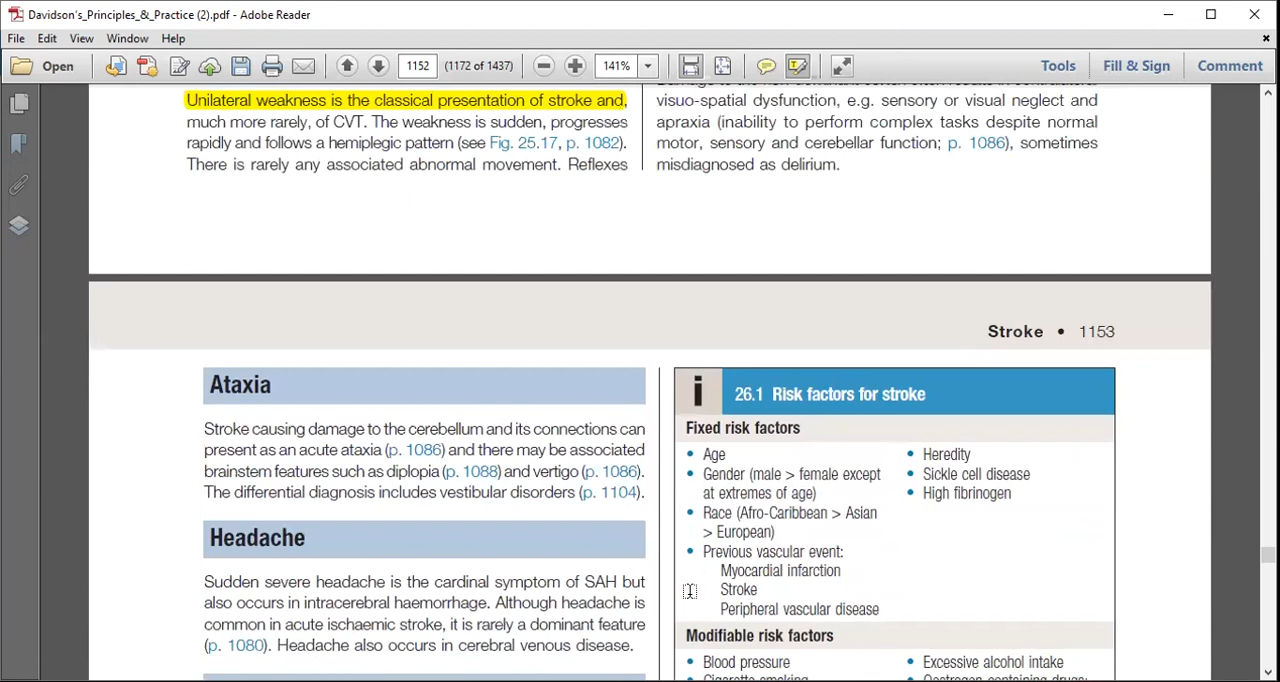 Davidson's_Principles_&_Practice (2).pdf - Adobe Reader
File Edit View Window Help
Open 1152 (1172 of 1437) 141% Tools Fill & Sign Comment
Unilateral weakness is the classical presentation of stroke and,
much more rarely, of CVT. The weakness is sudden, progresses
rapidly and follows a hemiplegic pattern (see Fig. 25.17, p. 1082).
There is rarely any associated abnormal movement. Reflexes
visuo-spatial dysfunction, e.g. sensory or visual neglect and
apraxia (inability to perform complex tasks despite normal
motor, sensory and cerebellar function; p. 1086), sometimes
misdiagnosed as delirium.
Stroke • 1153
Ataxia
Stroke causing damage to the cerebellum and its connections can
present as an acute ataxia (p. 1086) and there may be associated
brainstem features such as diplopia (p. 1088) and vertigo (p. 1086).
The differential diagnosis includes vestibular disorders (p. 1104).
Headache
Sudden severe headache is the cardinal symptom of SAH but
also occurs in intracerebral haemorrhage. Although headache is
common in acute ischaemic stroke, it is rarely a dominant feature
(p. 1080). Headache also occurs in cerebral venous disease.
i 26.1 Risk factors for stroke
Fixed risk factors
• Age
• Gender (male > female except
at extremes of age)
• Race (Afro-Caribbean > Asian
> European)
• Previous vascular event:
Myocardial infarction
Stroke
Peripheral vascular disease
• Heredity
• Sickle cell disease
• High fibrinogen
Modifiable risk factors
• Blood pressure
• Excessive alcohol intake